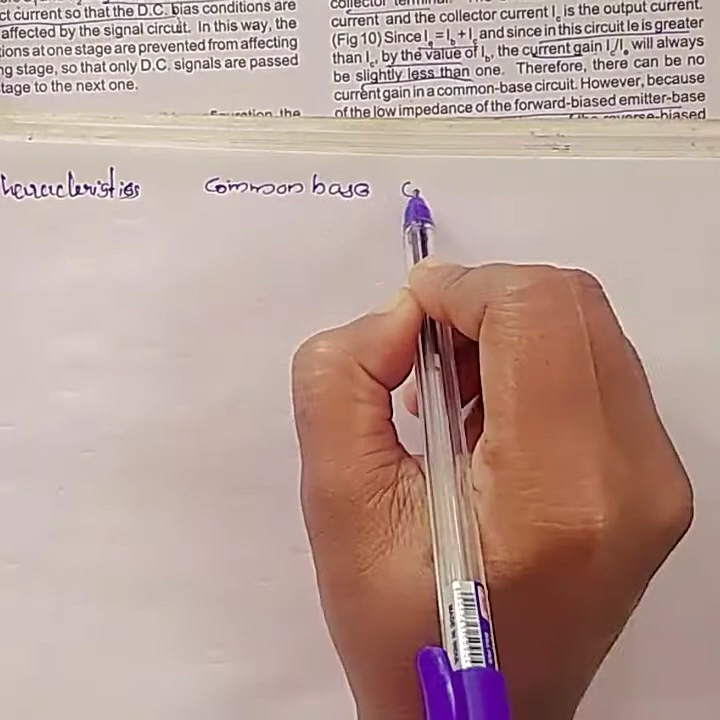 ct current so that the D.C. bias conditions are
affected by the signal circuit. In this way, the
tions at one stage are prevented from affecting
ng stage, so that only D.C. signals are passed
tage to the next one.
collector terminal.
current and the collector current Ic is the output current.
(Fig 10) Since Ie = Ib + Ic and since in this circuit Ie is greater
than Ic, by the value of Ib, the current gain Ic/Ie will always
be slightly less than one. Therefore, there can be no
current gain in a common-base circuit. However, because
of the low impedance of the forward-biased emitter-base
reverse-biased
characteristics common base C